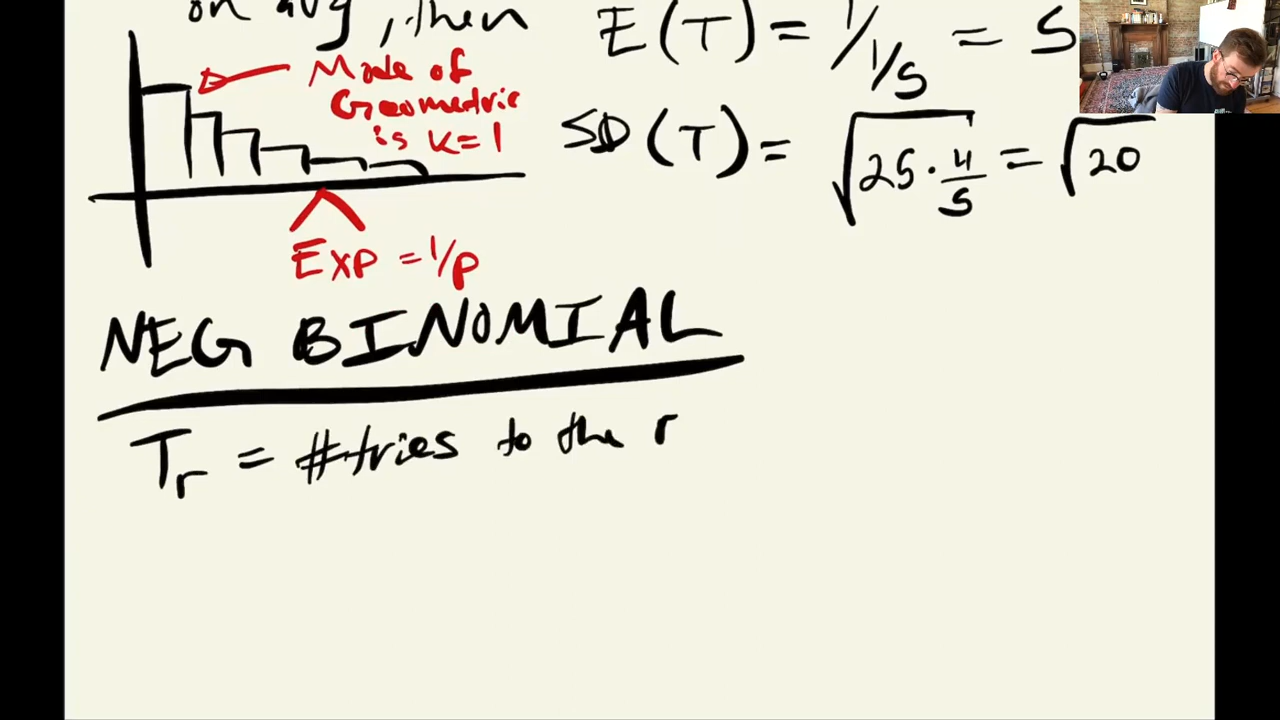 on avg, then
E(T) = 1/1/5 = 5
Mode of
Geometric
is k=1
SD(T) = √25·4/5 = √20
Exp = 1/p
NEG BINOMIAL
Tr = #tries to the r